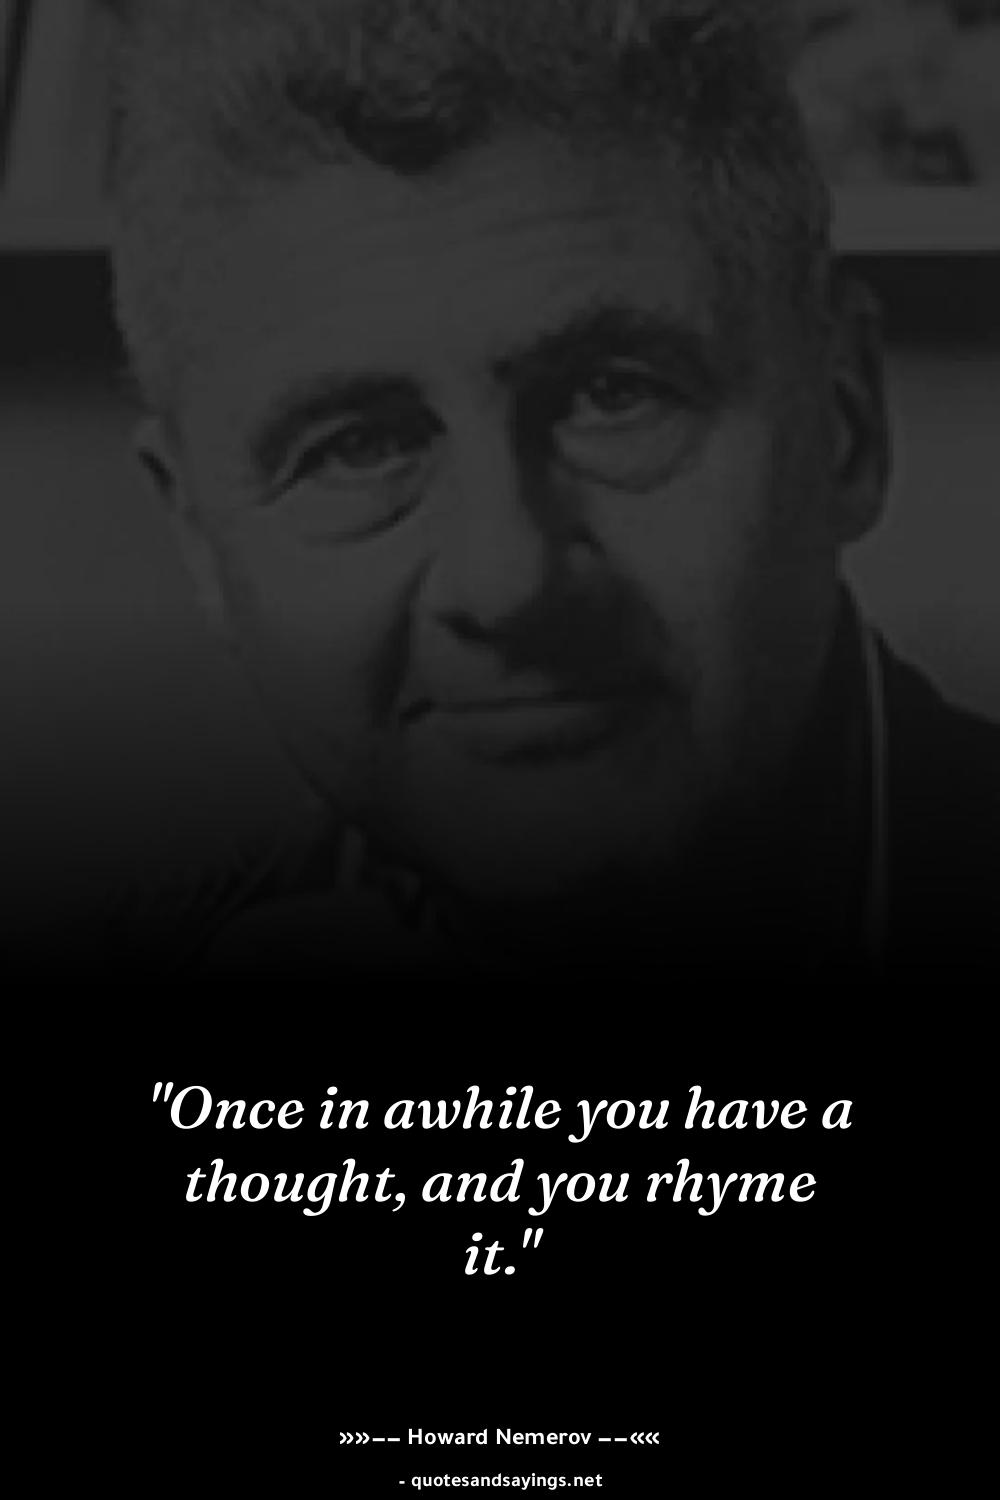 "Once in awhile you have a
thought, and you rhyme
it."
»»−− Howard Nemerov −−««
- quotesandsayings.net